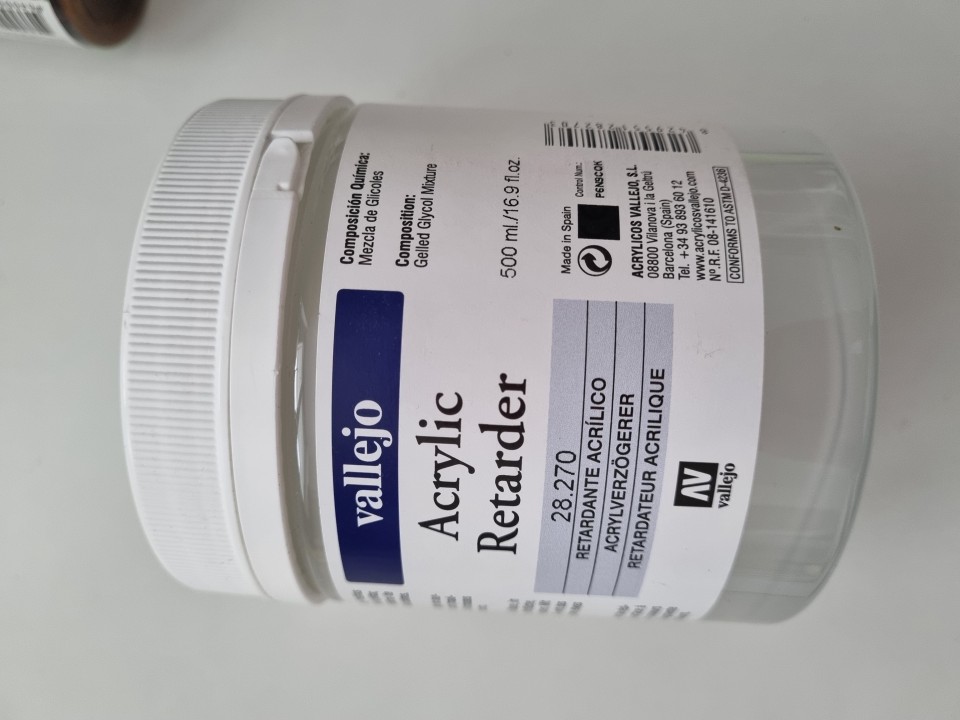 vallejo
Acrylic
Retarder
28.270
RETARDANTE ACRÍLICO
ACRYLVERZÖGERER
RETARDATEUR ACRILIQUE
AV
vallejo
Composición Química:
Mezcla de Glicoles
Composition:
Gelled Glycol Mixture
500 ml./16.9 fl.oz.
Made in Spain
Control Num.:
P6N9CQK
ACRYLICOS VALLEJO, S.L.
08800 Vilanova i la Geltrú
Barcelona (Spain)
Tel. +34 93 893 60 12
www.acrylicosvallejo.com
Nº.R.F. 08-141610
CONFORMS TO ASTM D-4236